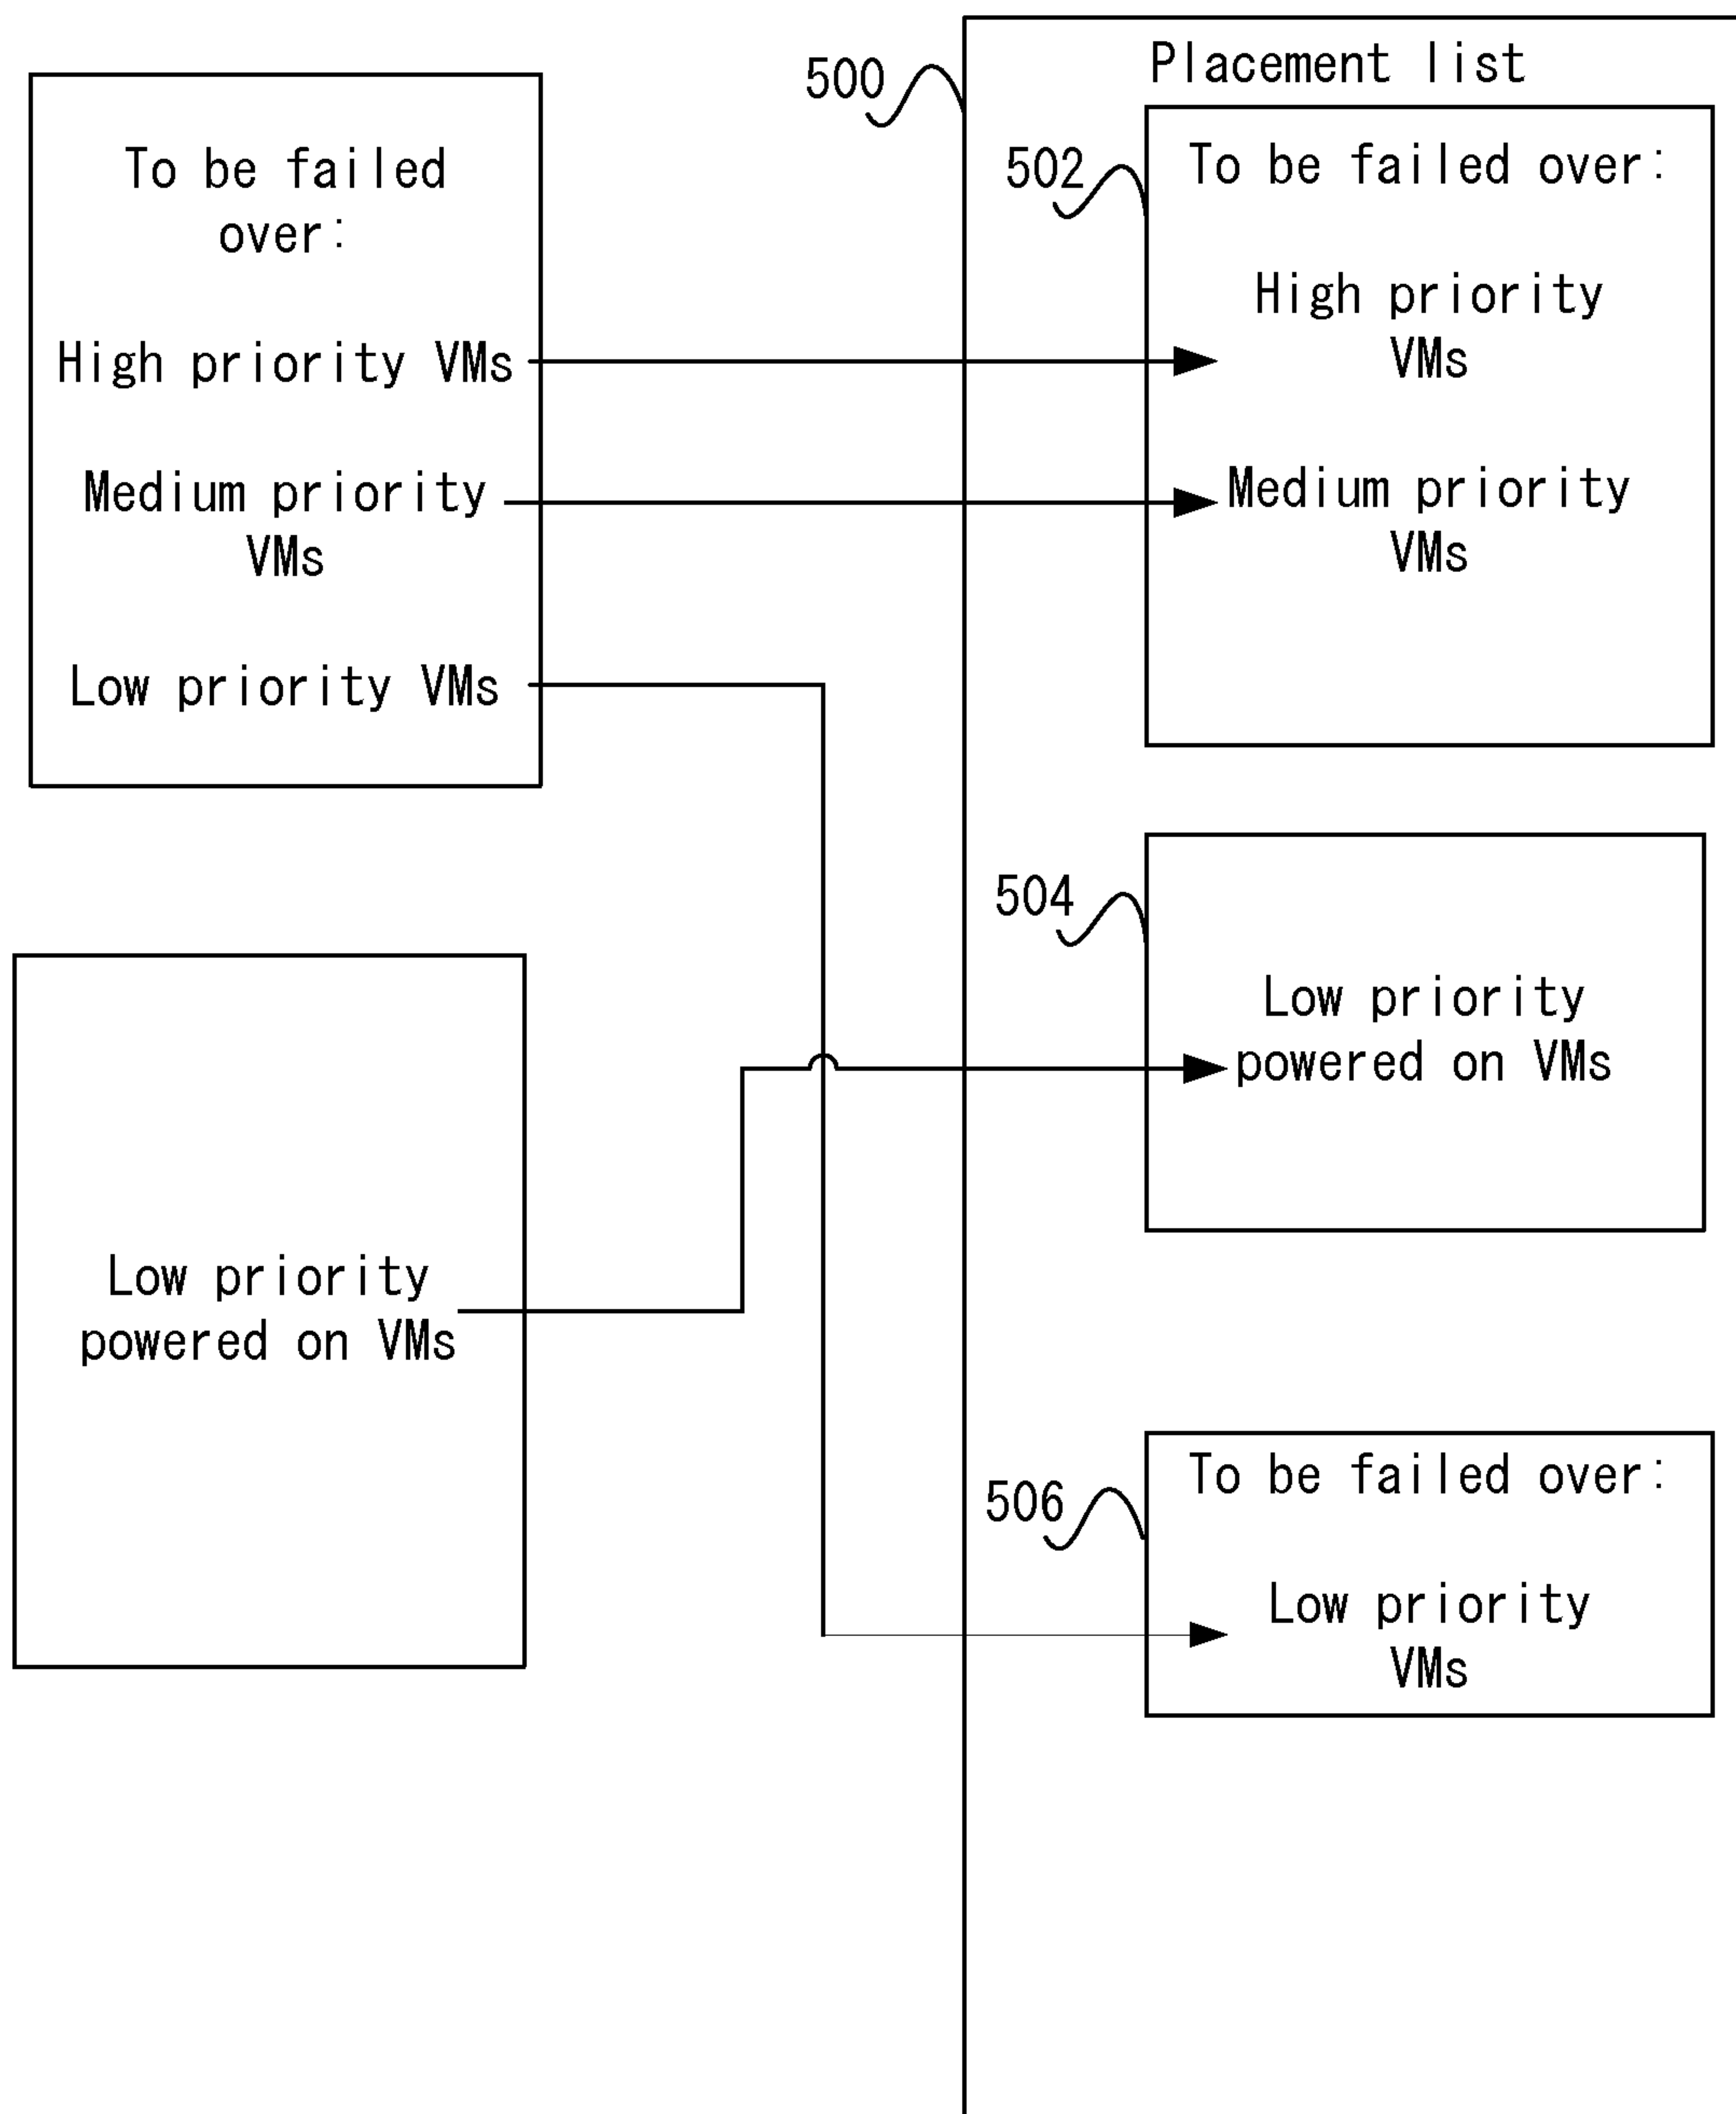 To be failed
over:
High priority VMs
Medium priority
VMs
Low priority VMs
Low priority
powered on VMs
500
Placement list
502
To be failed over:
High priority
VMs
Medium priority
VMs
504
Low priority
powered on VMs
506
To be failed over:
Low priority
VMs